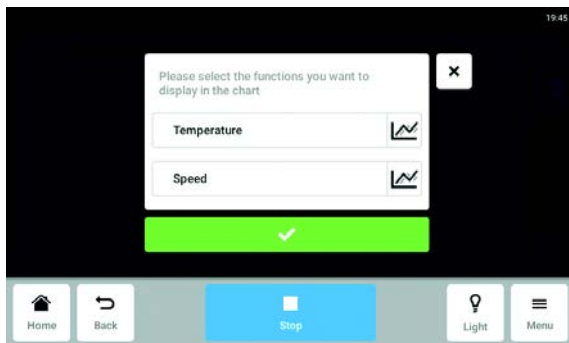 19:45
Please select the functions you want to
display in the chart
Temperature
Speed
Home
Back
Stop
Light
Menu